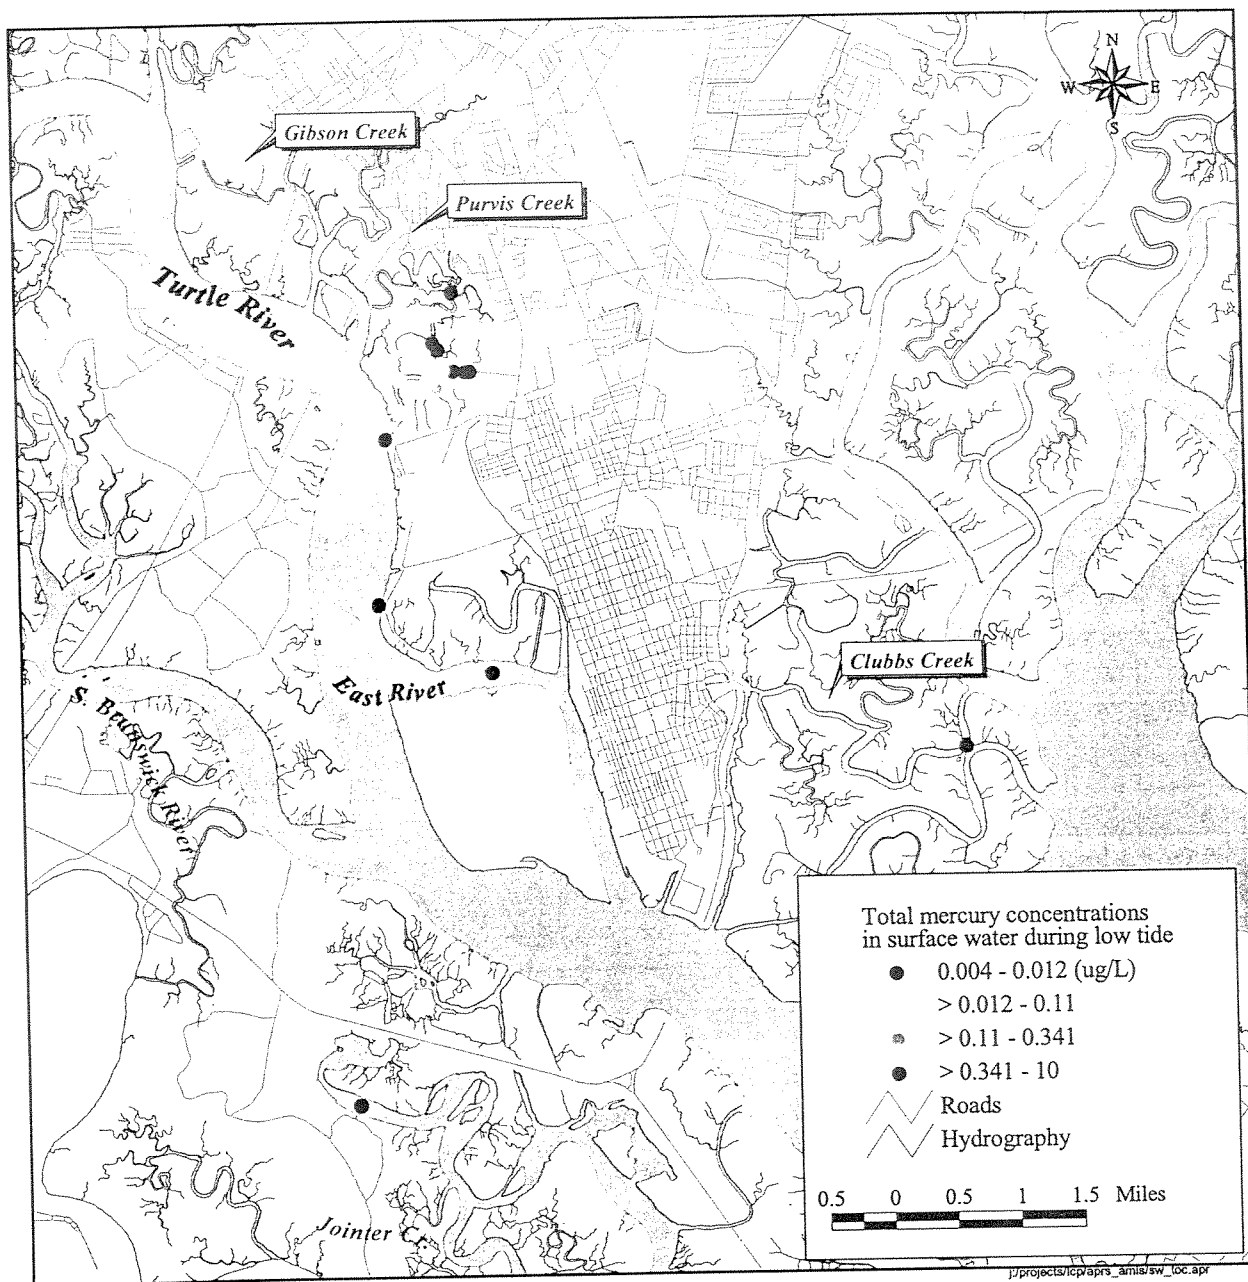 N
W E
S
Gibson Creek
Purvis Creek
Turtle River
East River
Clubbs Creek
S. Brunswick River
Total mercury concentrations
in surface water during low tide
0.004 - 0.012 (ug/L)
> 0.012 - 0.11
> 0.11 - 0.341
> 0.341 - 10
Roads
Hydrography
0.5 0 0.5 1 1.5 Miles
Jointer Cr.
j:/projects/lcp/aprs_amls/sw_loc.apr